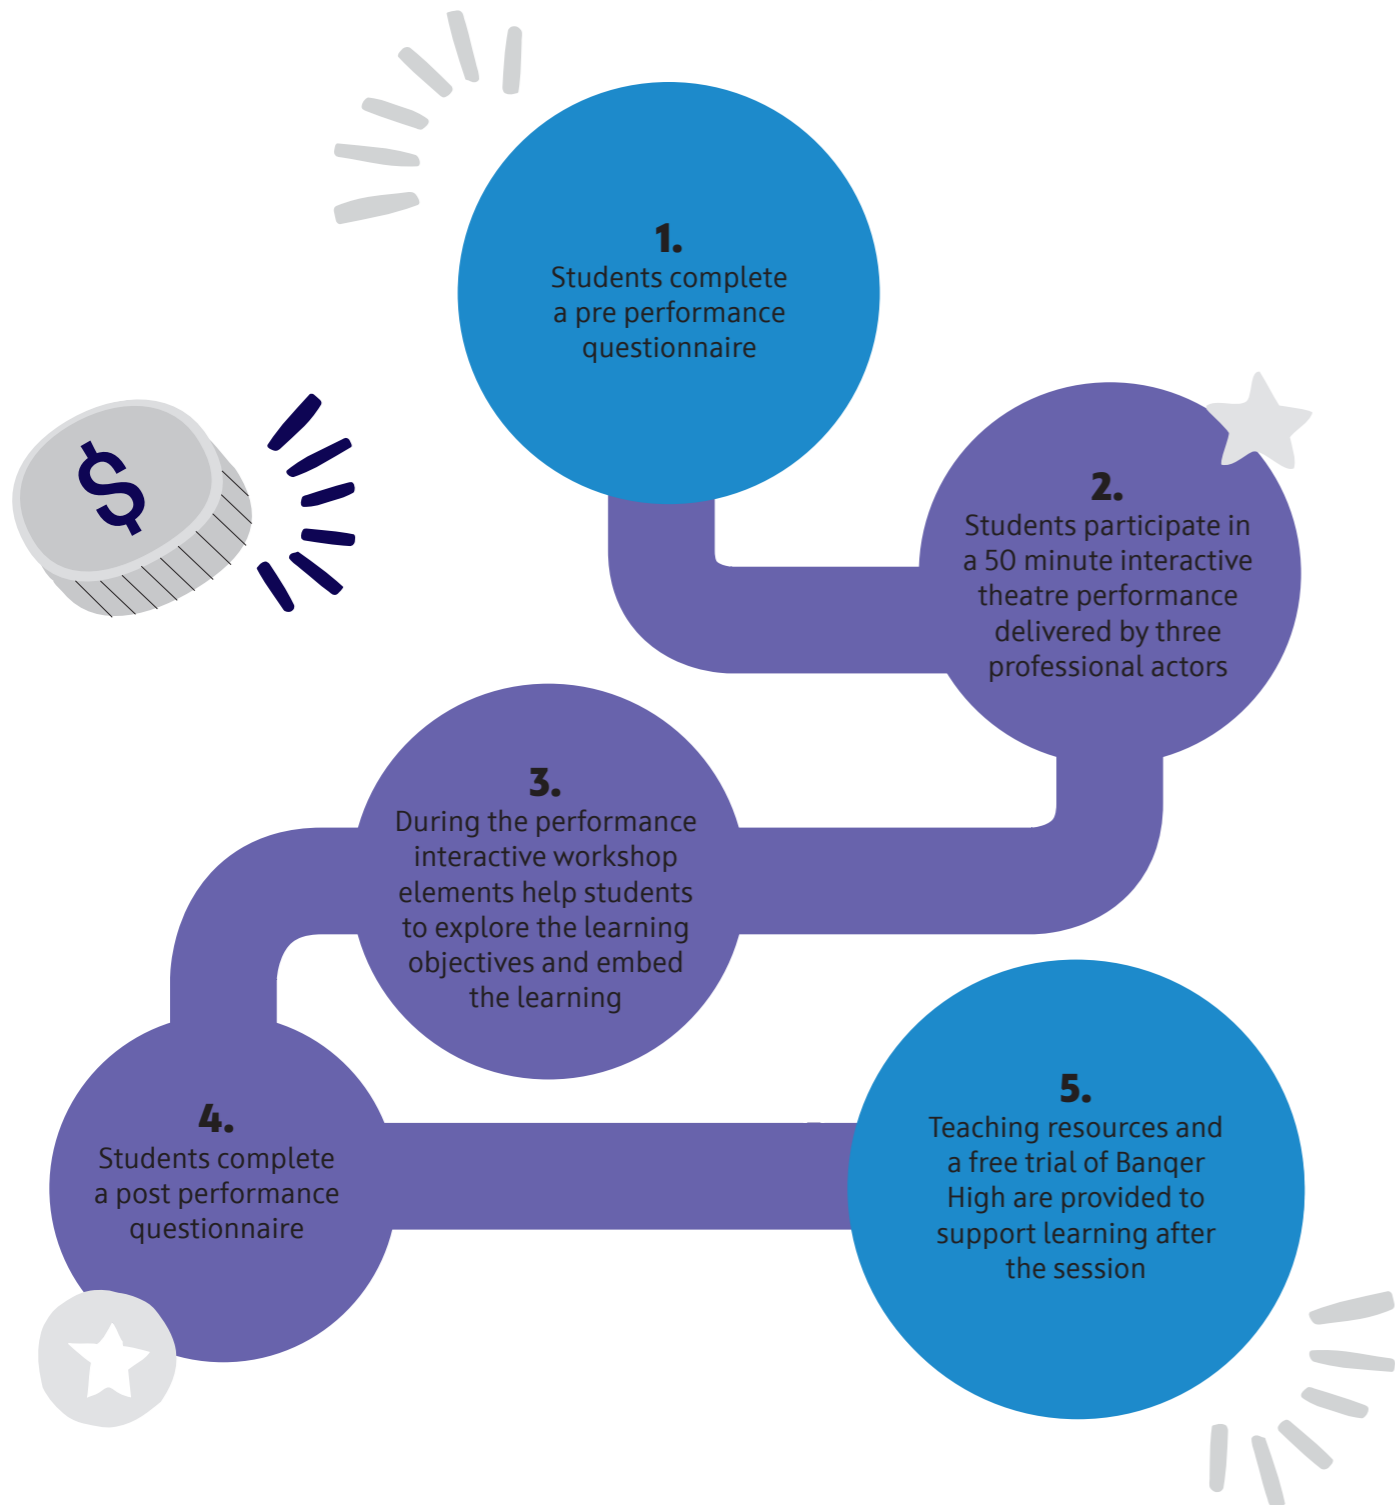 1.
Students complete
a pre performance
questionnaire
$
2.
Students participate in
a 50 minute interactive
theatre performance
delivered by three
professional actors
3.
During the performance
interactive workshop
elements help students
to explore the learning
objectives and embed
the learning
4.
Students complete
a post performance
questionnaire
5.
Teaching resources and
a free trial of Banqer
High are provided to
support learning after
the session